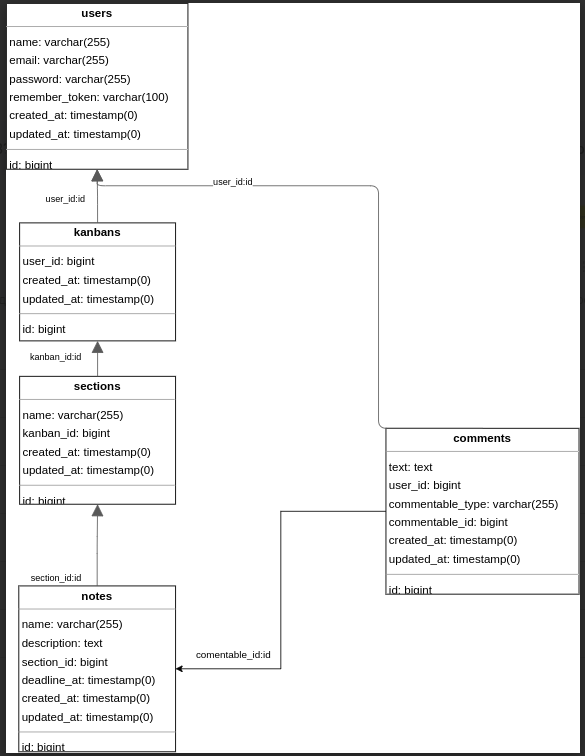 users
name: varchar(255)
email: varchar(255)
password: varchar(255)
remember_token: varchar(100)
created_at: timestamp(0)
updated_at: timestamp(0)
id: bigint
user_id:id
user_id:id
kanbans
user_id: bigint
created_at: timestamp(0)
updated_at: timestamp(0)
id: bigint
kanban_id:id
sections
name: varchar(255)
kanban_id: bigint
created_at: timestamp(0)
updated_at: timestamp(0)
id: bigint
comments
text: text
user_id: bigint
commentable_type: varchar(255)
commentable_id: bigint
created_at: timestamp(0)
updated_at: timestamp(0)
id: bigint
section_id:id
notes
name: varchar(255)
description: text
section_id: bigint
deadline_at: timestamp(0)
created_at: timestamp(0)
updated_at: timestamp(0)
id: bigint
comentable_id:id